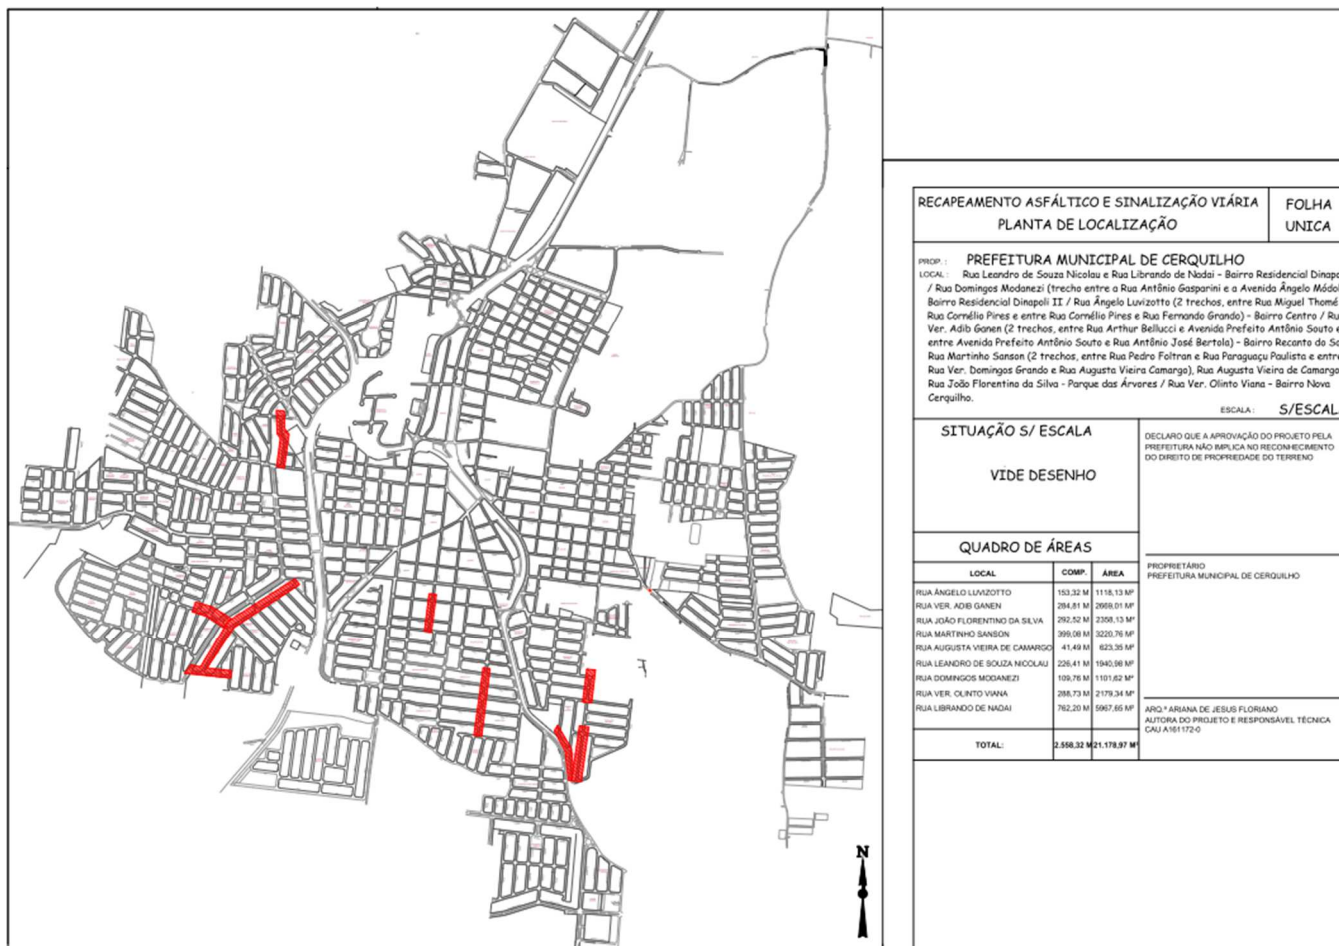 RECAPEAMENTO ASFÁLTICO E SINALIZAÇÃO VIÁRIA
PLANTA DE LOCALIZAÇÃO
FOLHA
UNICA
PROP. : PREFEITURA MUNICIPAL DE CERQUILHO
LOCAL : Rua Leandro de Souza Nicolau e Rua Librando de Nadai - Bairro Residencial Dinapo
/ Rua Domingos Modanezi (trecho entre a Rua Antônio Gasparini e a Avenida Ângelo Módol
Bairro Residencial Dinapoli II / Rua Ângelo Luvizotto (2 trechos, entre Rua Miguel Thomé
Rua Cornélio Pires e entre Rua Cornélio Pires e Rua Fernando Grando) - Bairro Centro / Ru
Ver. Adib Ganen (2 trechos, entre Rua Arthur Bellucci e Avenida Prefeito Antônio Souto e
entre Avenida Prefeito Antônio Souto e Rua Antônio José Bertola) - Bairro Recanto do So
Rua Martinho Sanson (2 trechos, entre Rua Pedro Foltran e Rua Paraguaçu Paulista e entre
Rua Ver. Domingos Grando e Rua Augusta Vieira Camargo), Rua Augusta Vieira de Camargo
Rua João Florentino da Silva - Parque das Árvores / Rua Ver. Olinto Viana - Bairro Nova
Cerquilho.
ESCALA : S/ESCAL
SITUAÇÃO S/ ESCALA
VIDE DESENHO
DECLARO QUE A APROVAÇÃO DO PROJETO PELA
PREFEITURA NÃO IMPLICA NO RECONHECIMENTO
DO DIREITO DE PROPRIEDADE DO TERRENO
QUADRO DE ÁREAS
LOCAL COMP. ÁREA
RUA ÂNGELO LUVIZOTTO 153,32 M 1118,13 M²
RUA VER. ADIB GANEN 284,81 M 2669,01 M²
RUA JOÃO FLORENTINO DA SILVA 292,52 M 2358,13 M²
RUA MARTINHO SANSON 399,08 M 3220,76 M²
RUA AUGUSTA VIEIRA DE CAMARGO 41,49 M 623,35 M²
RUA LEANDRO DE SOUZA NICOLAU 226,41 M 1940,98 M²
RUA DOMINGOS MODANEZI 109,76 M 1101,62 M²
RUA VER. OLINTO VIANA 288,73 M 2179,34 M²
RUA LIBRANDO DE NADAI 762,20 M 5967,65 M²
TOTAL: 2.558,32 M 21.178,97 M²
PROPRIETÁRIO
PREFEITURA MUNICIPAL DE CERQUILHO
ARQ.ª ARIANA DE JESUS FLORIANO
AUTORA DO PROJETO E RESPONSÁVEL TÉCNICA
CAU A161172-0
N